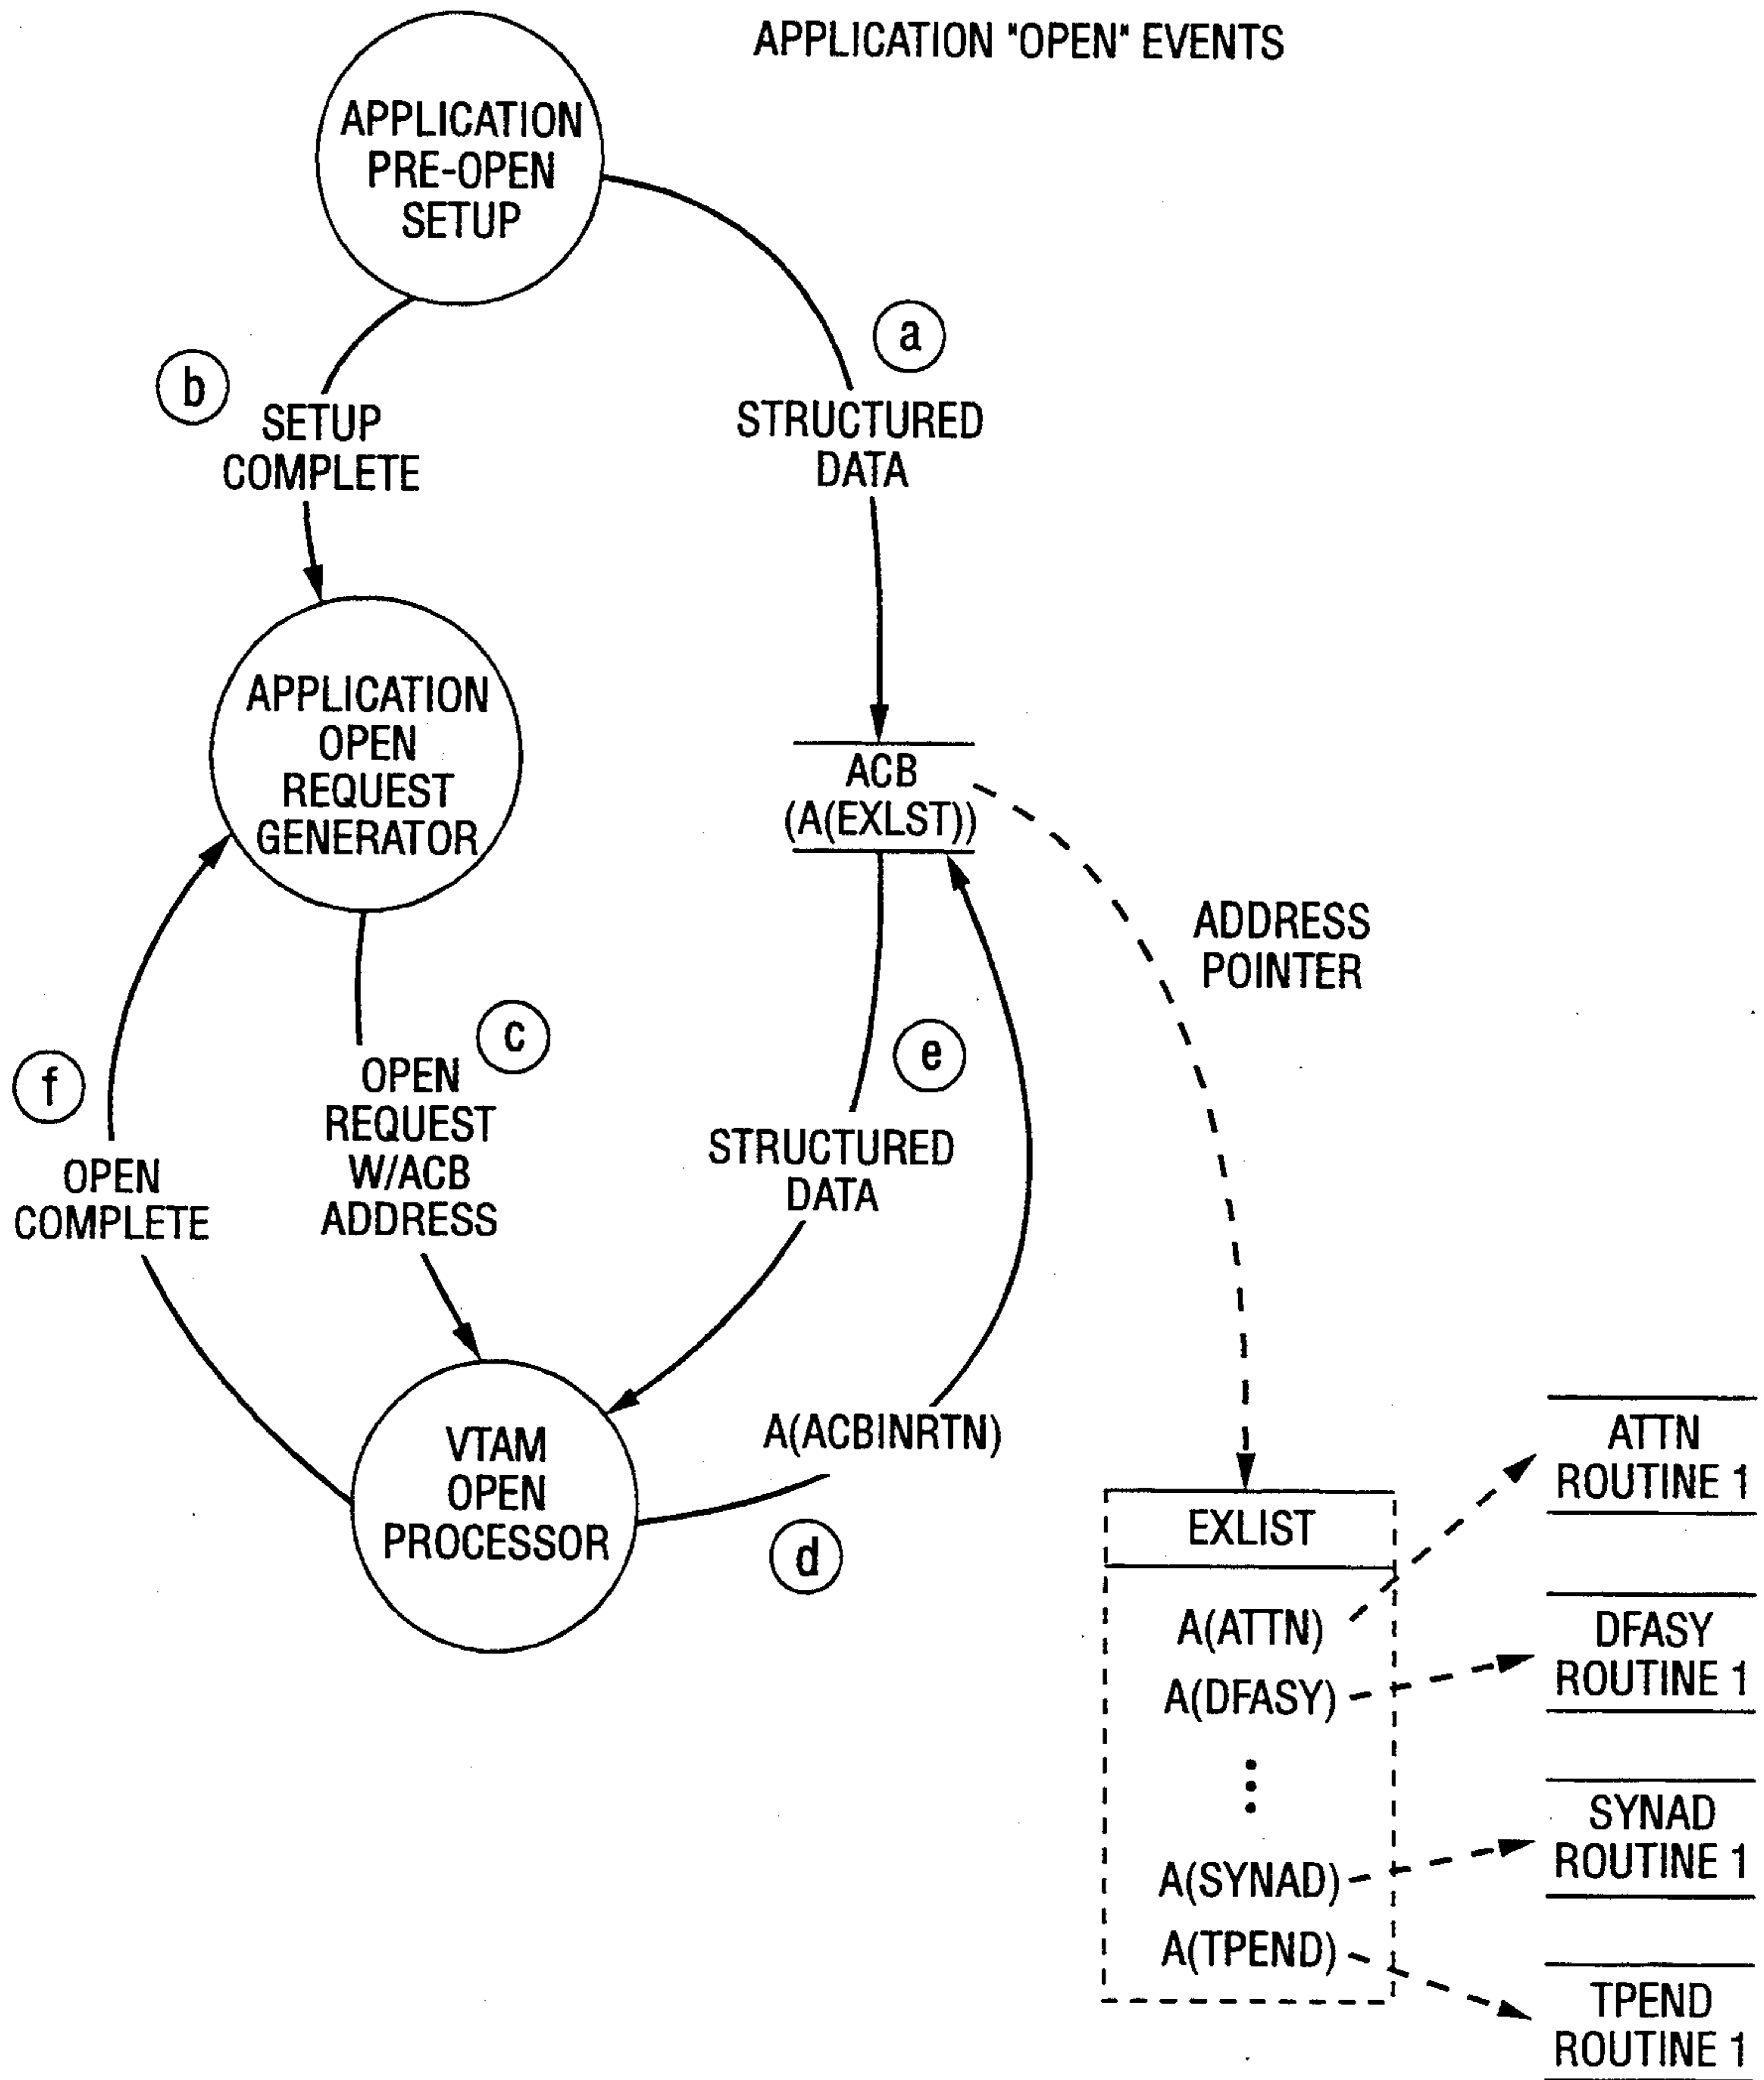 APPLICATION "OPEN" EVENTS
APPLICATION
PRE-OPEN
SETUP
a
b
SETUP
COMPLETE
STRUCTURED
DATA
APPLICATION
OPEN
REQUEST
GENERATOR
ACB
(A(EXLST))
ADDRESS
POINTER
c
e
f
OPEN
REQUEST
W/ACB
ADDRESS
STRUCTURED
DATA
OPEN
COMPLETE
VTAM
OPEN
PROCESSOR
A(ACBINRTN)
d
EXLIST
A(ATTN)
A(DFASY)
A(SYNAD)
A(TPEND)
ATTN
ROUTINE 1
DFASY
ROUTINE 1
SYNAD
ROUTINE 1
TPEND
ROUTINE 1